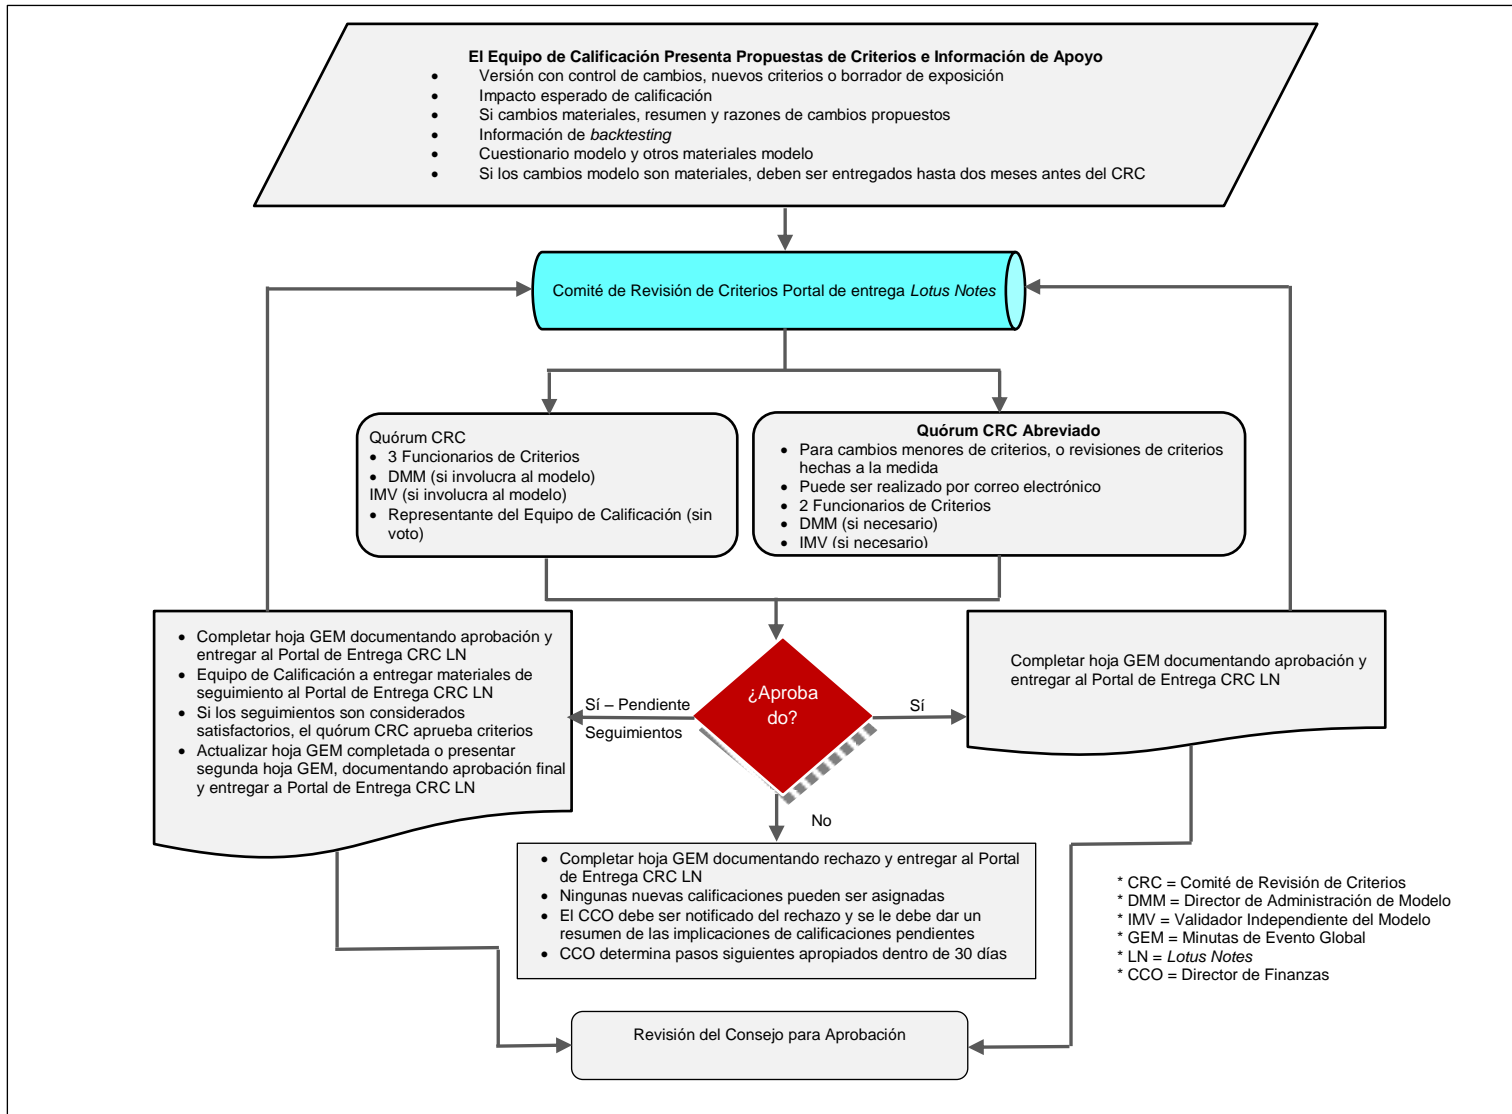 El Equipo de Calificación Presenta Propuestas de Criterios e Información de Apoyo
• Versión con control de cambios, nuevos criterios o borrador de exposición
• Impacto esperado de calificación
• Si cambios materiales, resumen y razones de cambios propuestos
• Información de backtesting
• Cuestionario modelo y otros materiales modelo
• Si los cambios modelo son materiales, deben ser entregados hasta dos meses antes del CRC
Comité de Revisión de Criterios Portal de entrega Lotus Notes
Quórum CRC
• 3 Funcionarios de Criterios
• DMM (si involucra al modelo)
IMV (si involucra al modelo)
• Representante del Equipo de Calificación (sin
voto)
Quórum CRC Abreviado
• Para cambios menores de criterios, o revisiones de criterios
hechas a la medida
• Puede ser realizado por correo electrónico
• 2 Funcionarios de Criterios
• DMM (si necesario)
• IMV (si necesario)
• Completar hoja GEM documentando aprobación y
entregar al Portal de Entrega CRC LN
• Equipo de Calificación a entregar materiales de
seguimiento al Portal de Entrega CRC LN
• Si los seguimientos son considerados
satisfactorios, el quórum CRC aprueba criterios
• Actualizar hoja GEM completada o presentar
segunda hoja GEM, documentando aprobación final
y entregar a Portal de Entrega CRC LN
Sí – Pendiente
Seguimientos
¿Aproba
do?
Sí
Completar hoja GEM documentando aprobación y
entregar al Portal de Entrega CRC LN
No
• Completar hoja GEM documentando rechazo y entregar al Portal
de Entrega CRC LN
• Ningunas nuevas calificaciones pueden ser asignadas
• El CCO debe ser notificado del rechazo y se le debe dar un
resumen de las implicaciones de calificaciones pendientes
• CCO determina pasos siguientes apropiados dentro de 30 días
* CRC = Comité de Revisión de Criterios
* DMM = Director de Administración de Modelo
* IMV = Validador Independiente del Modelo
* GEM = Minutas de Evento Global
* LN = Lotus Notes
* CCO = Director de Finanzas
Revisión del Consejo para Aprobación